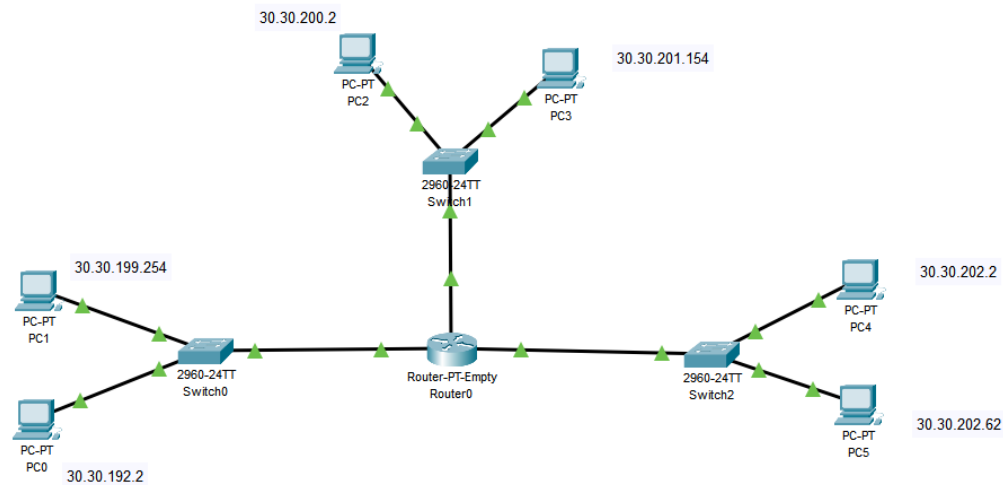 30.30.200.2
PC-PT
PC2
30.30.201.154
PC-PT
PC3
2960-24TT
Switch1
30.30.199.254
PC-PT
PC1
2960-24TT
Switch0
PC-PT
PC0
30.30.192.2
Router-PT-Empty
Router0
30.30.202.2
PC-PT
PC4
2960-24TT
Switch2
PC-PT
PC5
30.30.202.62